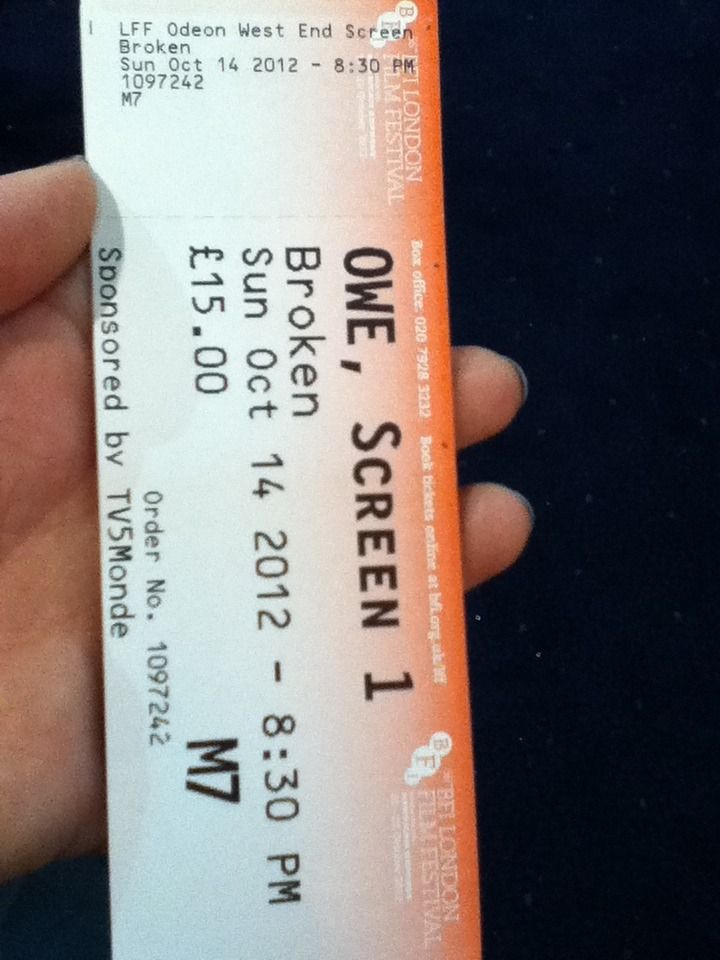 LFF Odeon West End Screen
Broken
Sun Oct 14 2012 - 8:30 PM
1097242
M7
BFI
BFI LONDON
FILM FESTIVAL
Box office: 020 7928 3232 Book tickets online at bfi.org.uk/lff
OWE, SCREEN 1
Broken
Sun Oct 14 2012 - 8:30 PM
£15.00
M7
Order No. 1097242
Sponsored by TV5Monde
BFI
BFI LONDON
FILM FESTIVAL